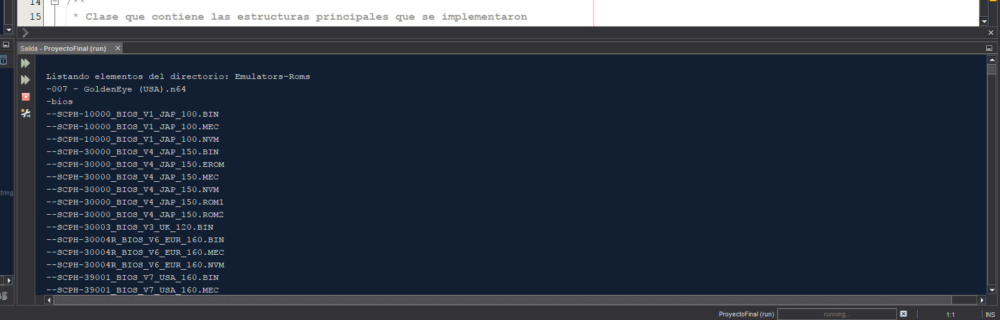 14 /**
15 * Clase que contiene las estructuras principales que se implementaron
Salida - ProyectoFinal (run)
Listando elementos del directorio: Emulators-Roms
-007 - GoldenEye (USA).n64
-bios
--SCPH-10000_BIOS_V1_JAP_100.BIN
--SCPH-10000_BIOS_V1_JAP_100.MEC
--SCPH-10000_BIOS_V1_JAP_100.NVM
--SCPH-30000_BIOS_V4_JAP_150.BIN
--SCPH-30000_BIOS_V4_JAP_150.EROM
--SCPH-30000_BIOS_V4_JAP_150.MEC
--SCPH-30000_BIOS_V4_JAP_150.NVM
--SCPH-30000_BIOS_V4_JAP_150.ROM1
--SCPH-30000_BIOS_V4_JAP_150.ROM2
--SCPH-30003_BIOS_V3_UK_120.BIN
--SCPH-30004R_BIOS_V6_EUR_160.BIN
--SCPH-30004R_BIOS_V6_EUR_160.MEC
--SCPH-30004R_BIOS_V6_EUR_160.NVM
--SCPH-39001_BIOS_V7_USA_160.BIN
--SCPH-39001_BIOS_V7_USA_160.MEC
String
ProyectoFinal (run) running... 1:1 INS